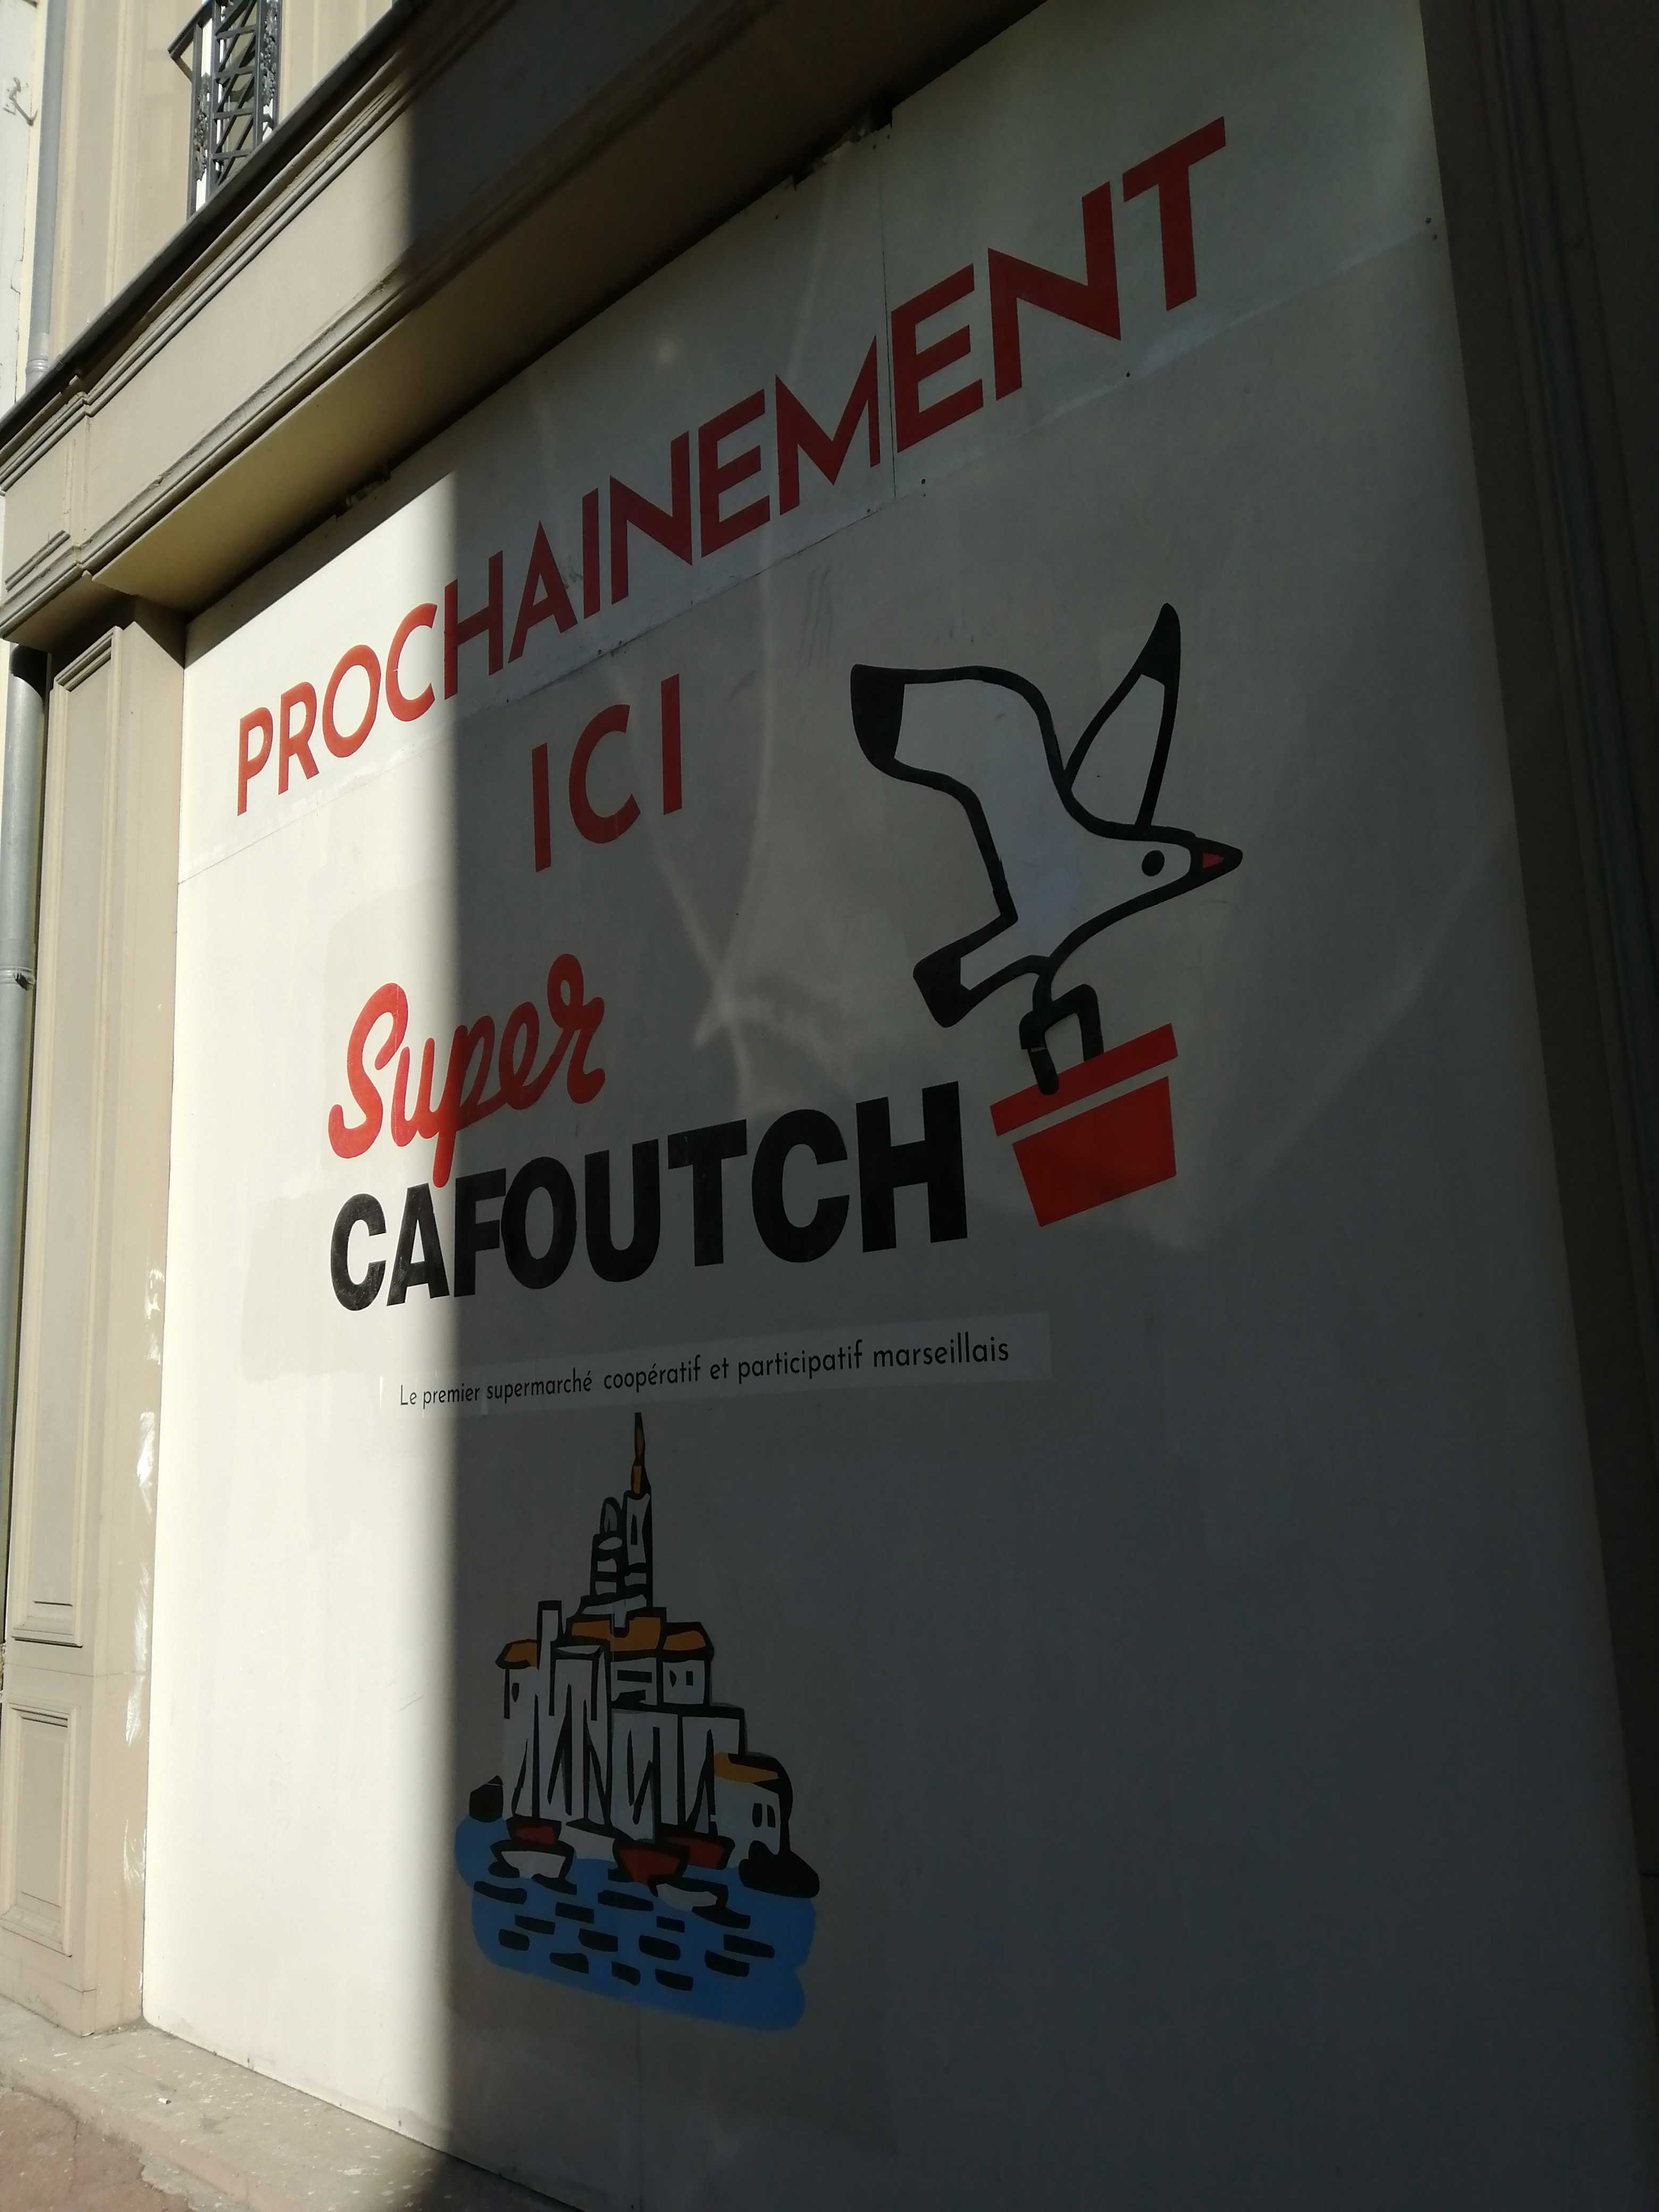 PROCHAINEMENT
ICI
Super
CAFOUTCH
Le premier supermarché coopératif et participatif marseillais